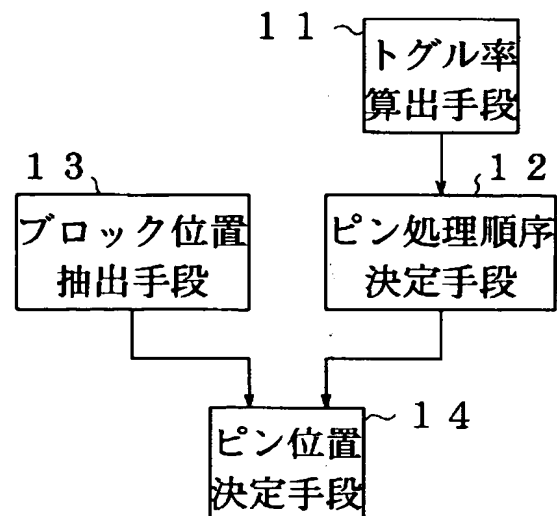 １１
トグル率
算出手段
１３
１２
ブロック位置
抽出手段
ピン処理順序
決定手段
１４
ピン位置
決定手段